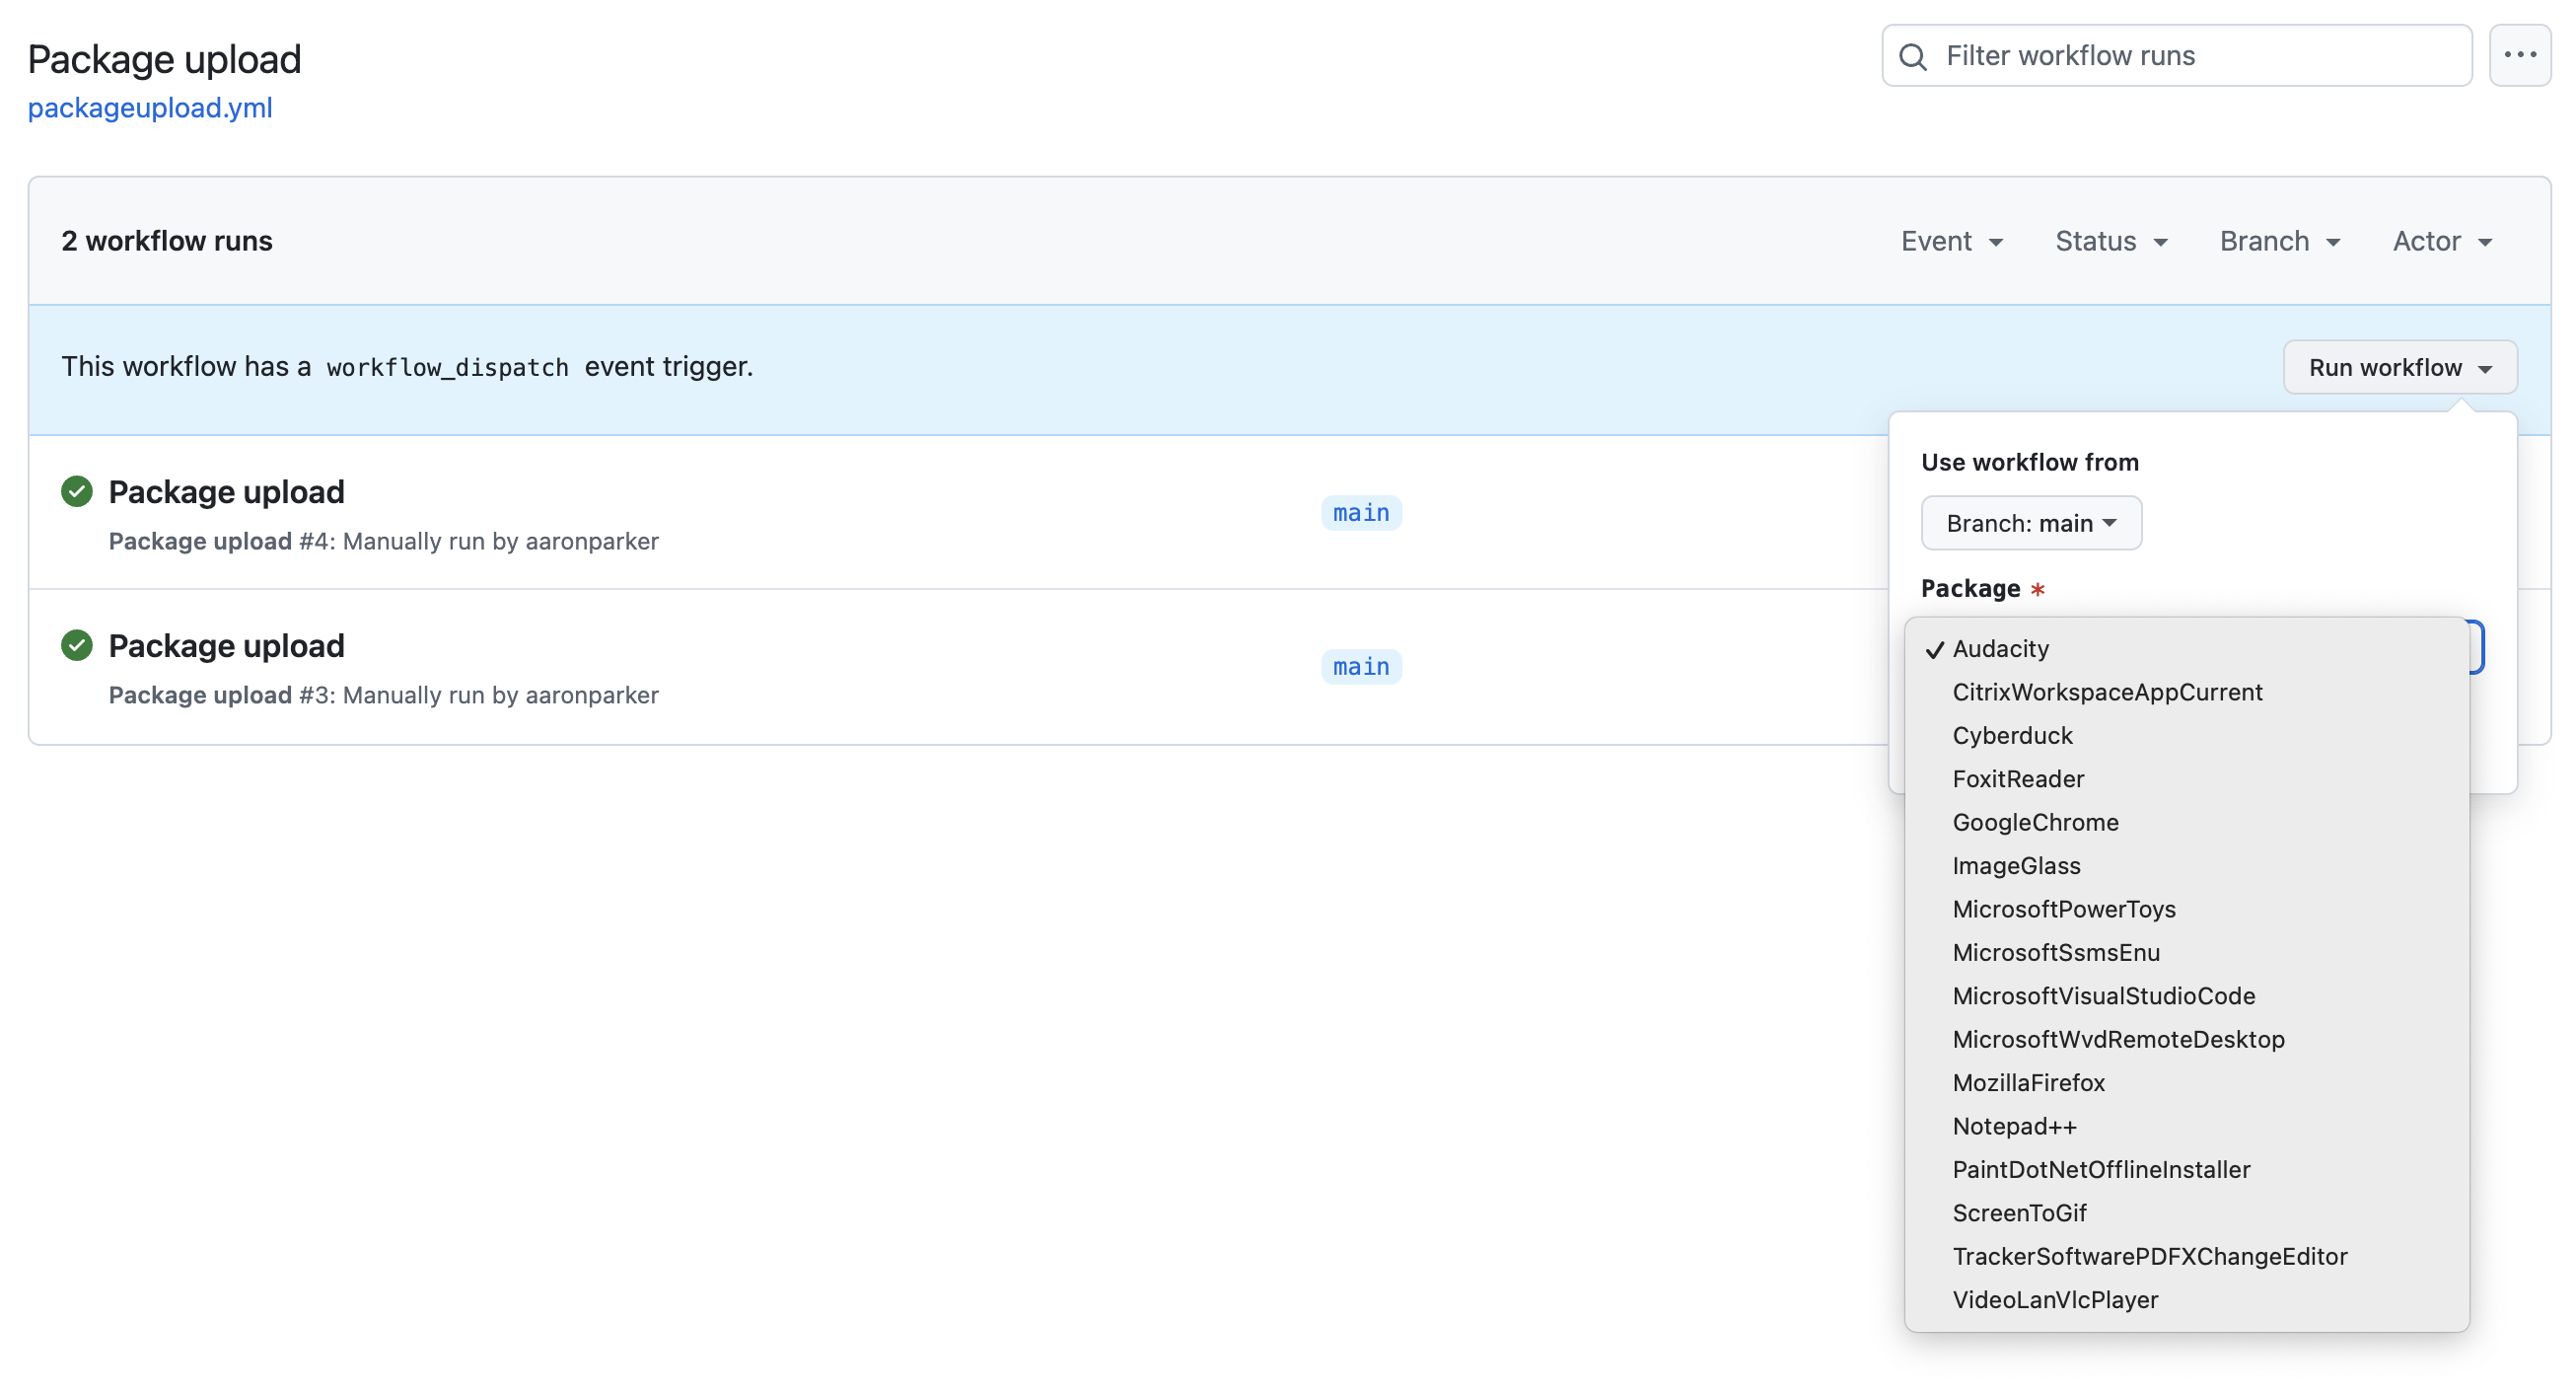 Package upload
packageupload.yml
Filter workflow runs
2 workflow runs
Event Status Branch Actor
This workflow has a workflow_dispatch event trigger.
Run workflow
Package upload
main
Package upload #4: Manually run by aaronparker
Package upload
main
Package upload #3: Manually run by aaronparker
Use workflow from
Branch: main
Package *
Audacity
CitrixWorkspaceAppCurrent
Cyberduck
FoxitReader
GoogleChrome
ImageGlass
MicrosoftPowerToys
MicrosoftSsmsEnu
MicrosoftVisualStudioCode
MicrosoftWvdRemoteDesktop
MozillaFirefox
Notepad++
PaintDotNetOfflineInstaller
ScreenToGif
TrackerSoftwarePDFXChangeEditor
VideoLanVlcPlayer